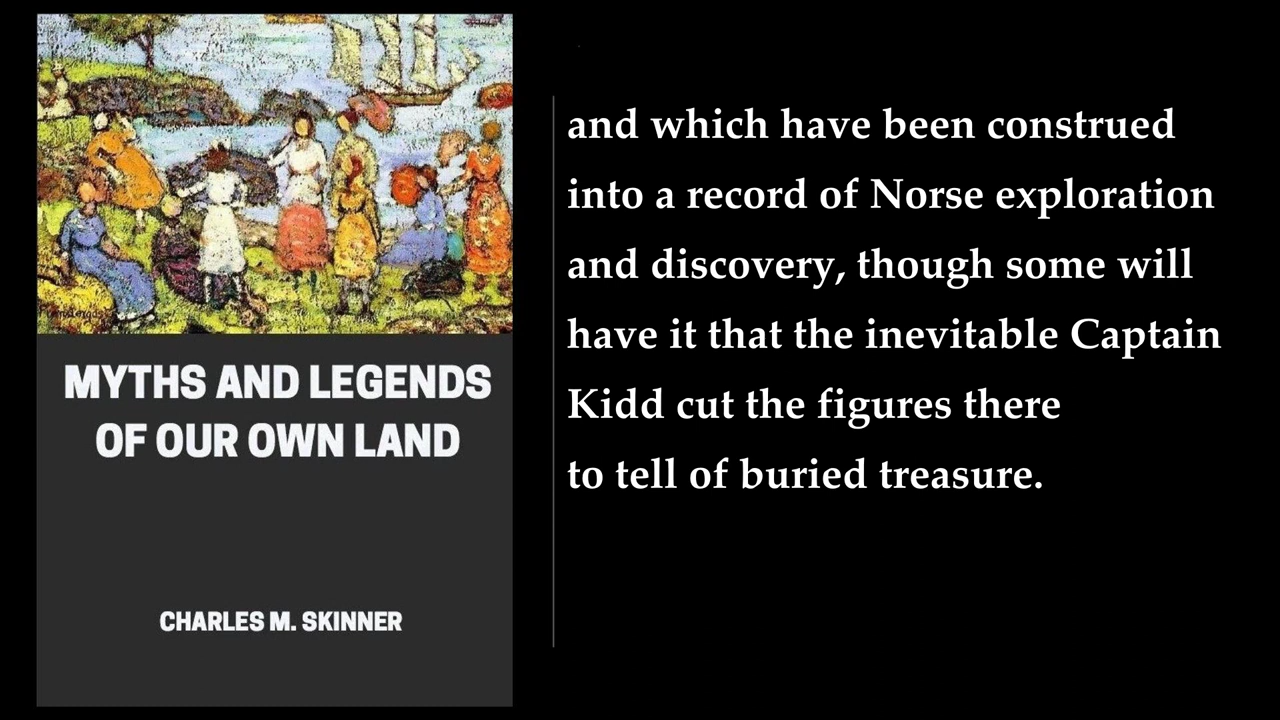 MYTHS AND LEGENDS
OF OUR OWN LAND
CHARLES M. SKINNER
and which have been construed
into a record of Norse exploration
and discovery, though some will
have it that the inevitable Captain
Kidd cut the figures there
to tell of buried treasure.